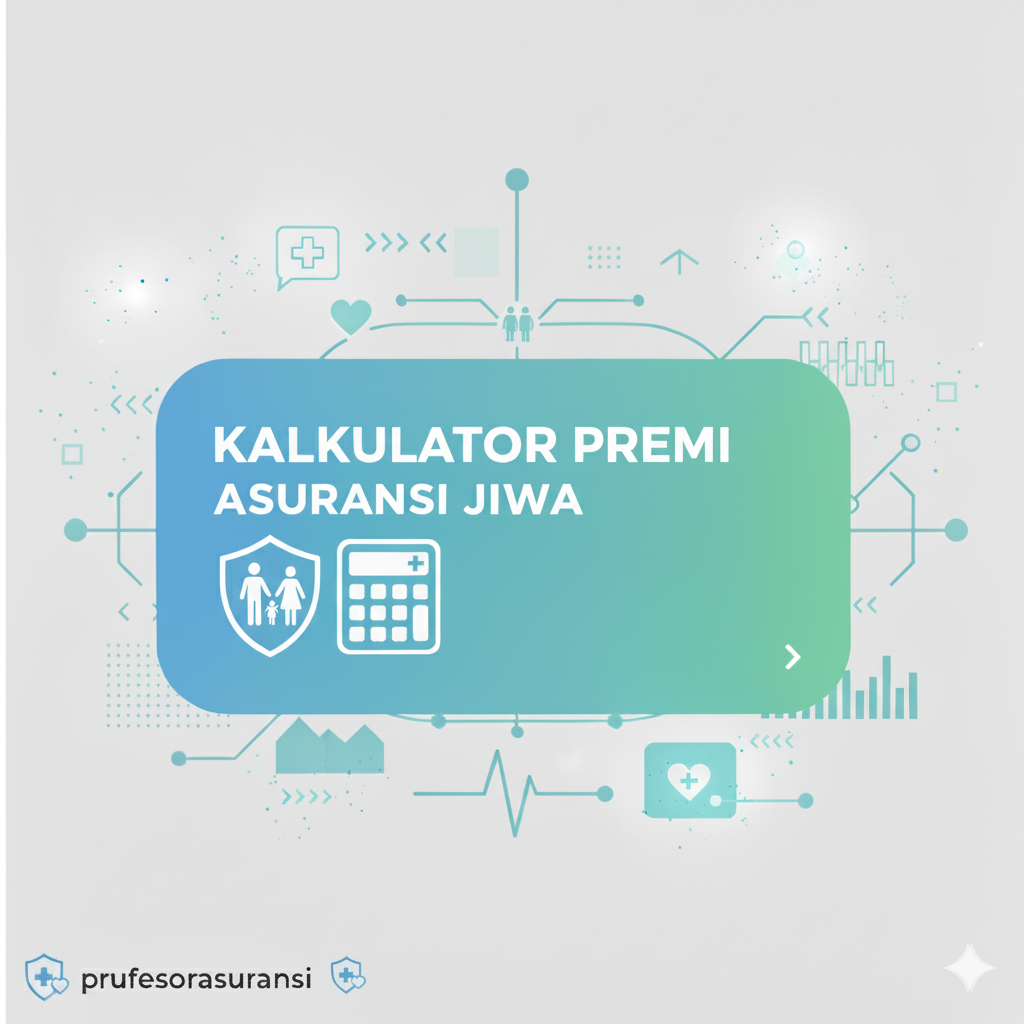 KALKULATOR PREMI
ASURANSI JIWA
prufesorasuransi